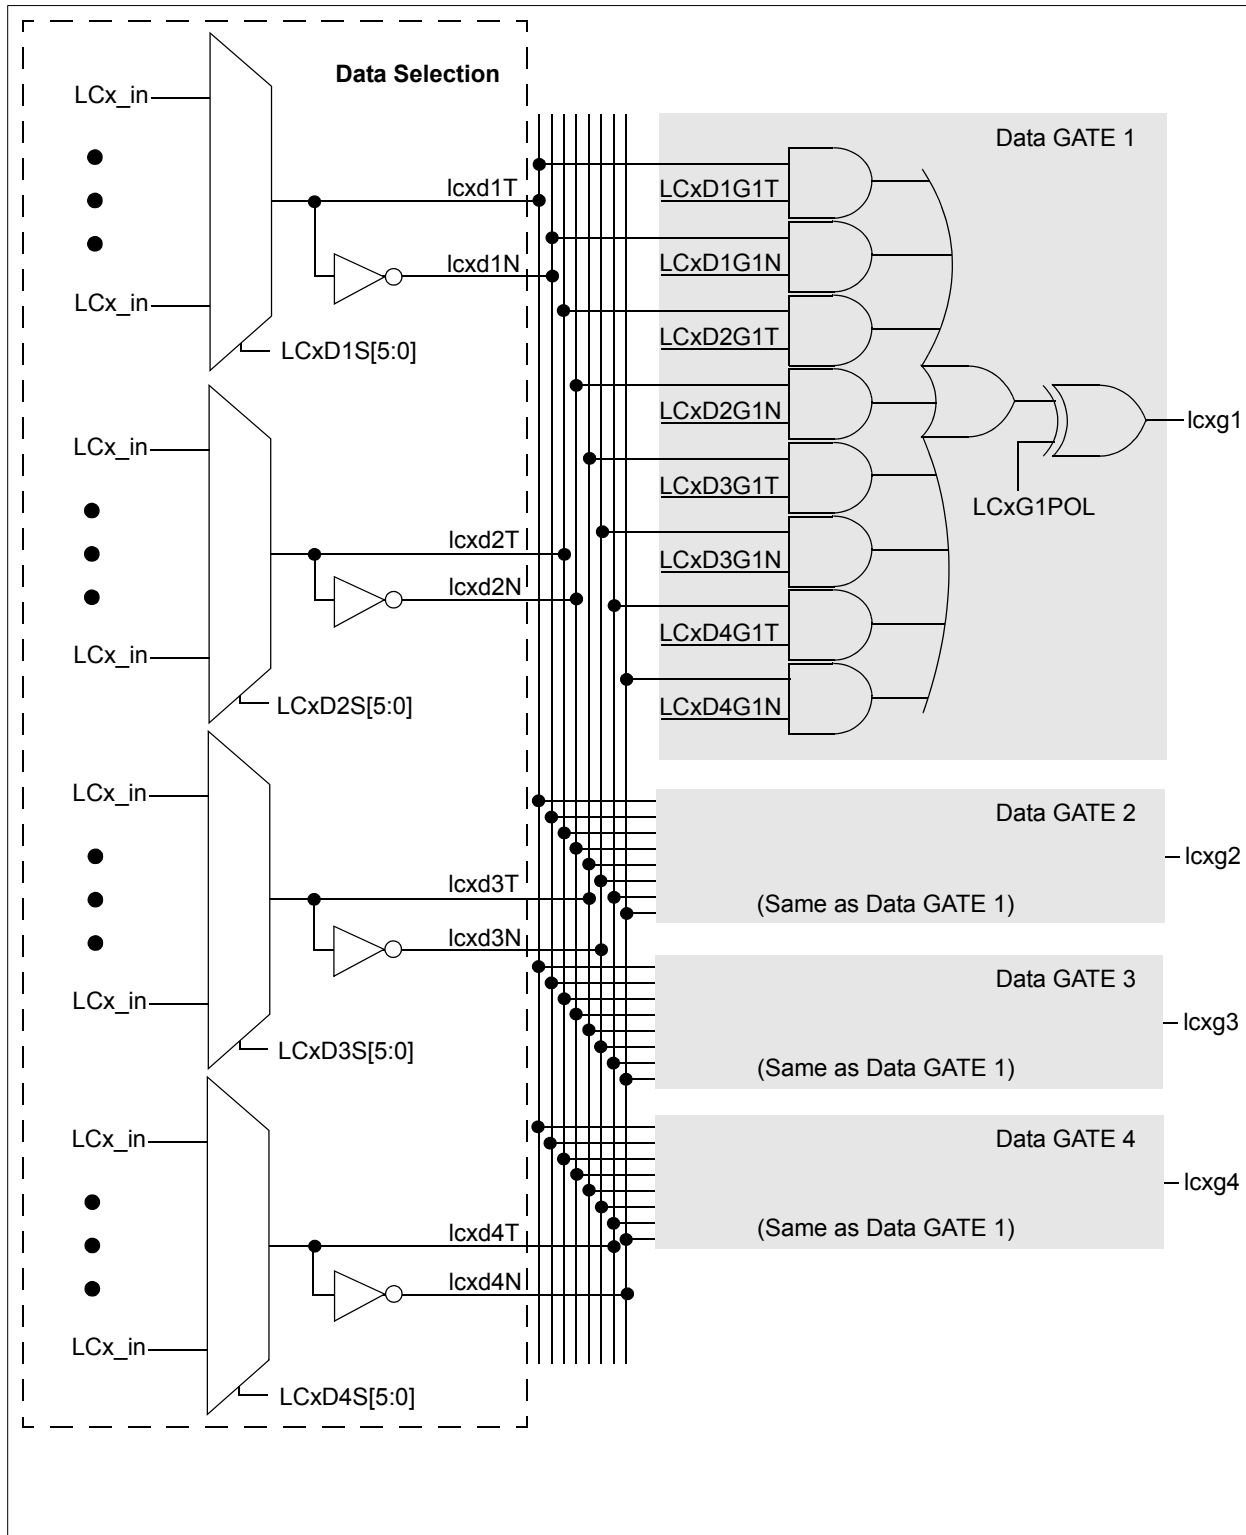 Data Selection
LCx_in
LCx_in
LCxD1S[5:0]
lcxd1T
lcxd1N
LCx_in
LCx_in
LCxD2S[5:0]
lcxd2T
lcxd2N
LCx_in
LCx_in
LCxD3S[5:0]
lcxd3T
lcxd3N
LCx_in
LCx_in
LCxD4S[5:0]
lcxd4T
lcxd4N
Data GATE 1
LCxD1G1T
LCxD1G1N
LCxD2G1T
LCxD2G1N
LCxD3G1T
LCxD3G1N
LCxD4G1T
LCxD4G1N
LCxG1POL
lcxg1
Data GATE 2
(Same as Data GATE 1)
lcxg2
Data GATE 3
(Same as Data GATE 1)
lcxg3
Data GATE 4
(Same as Data GATE 1)
lcxg4